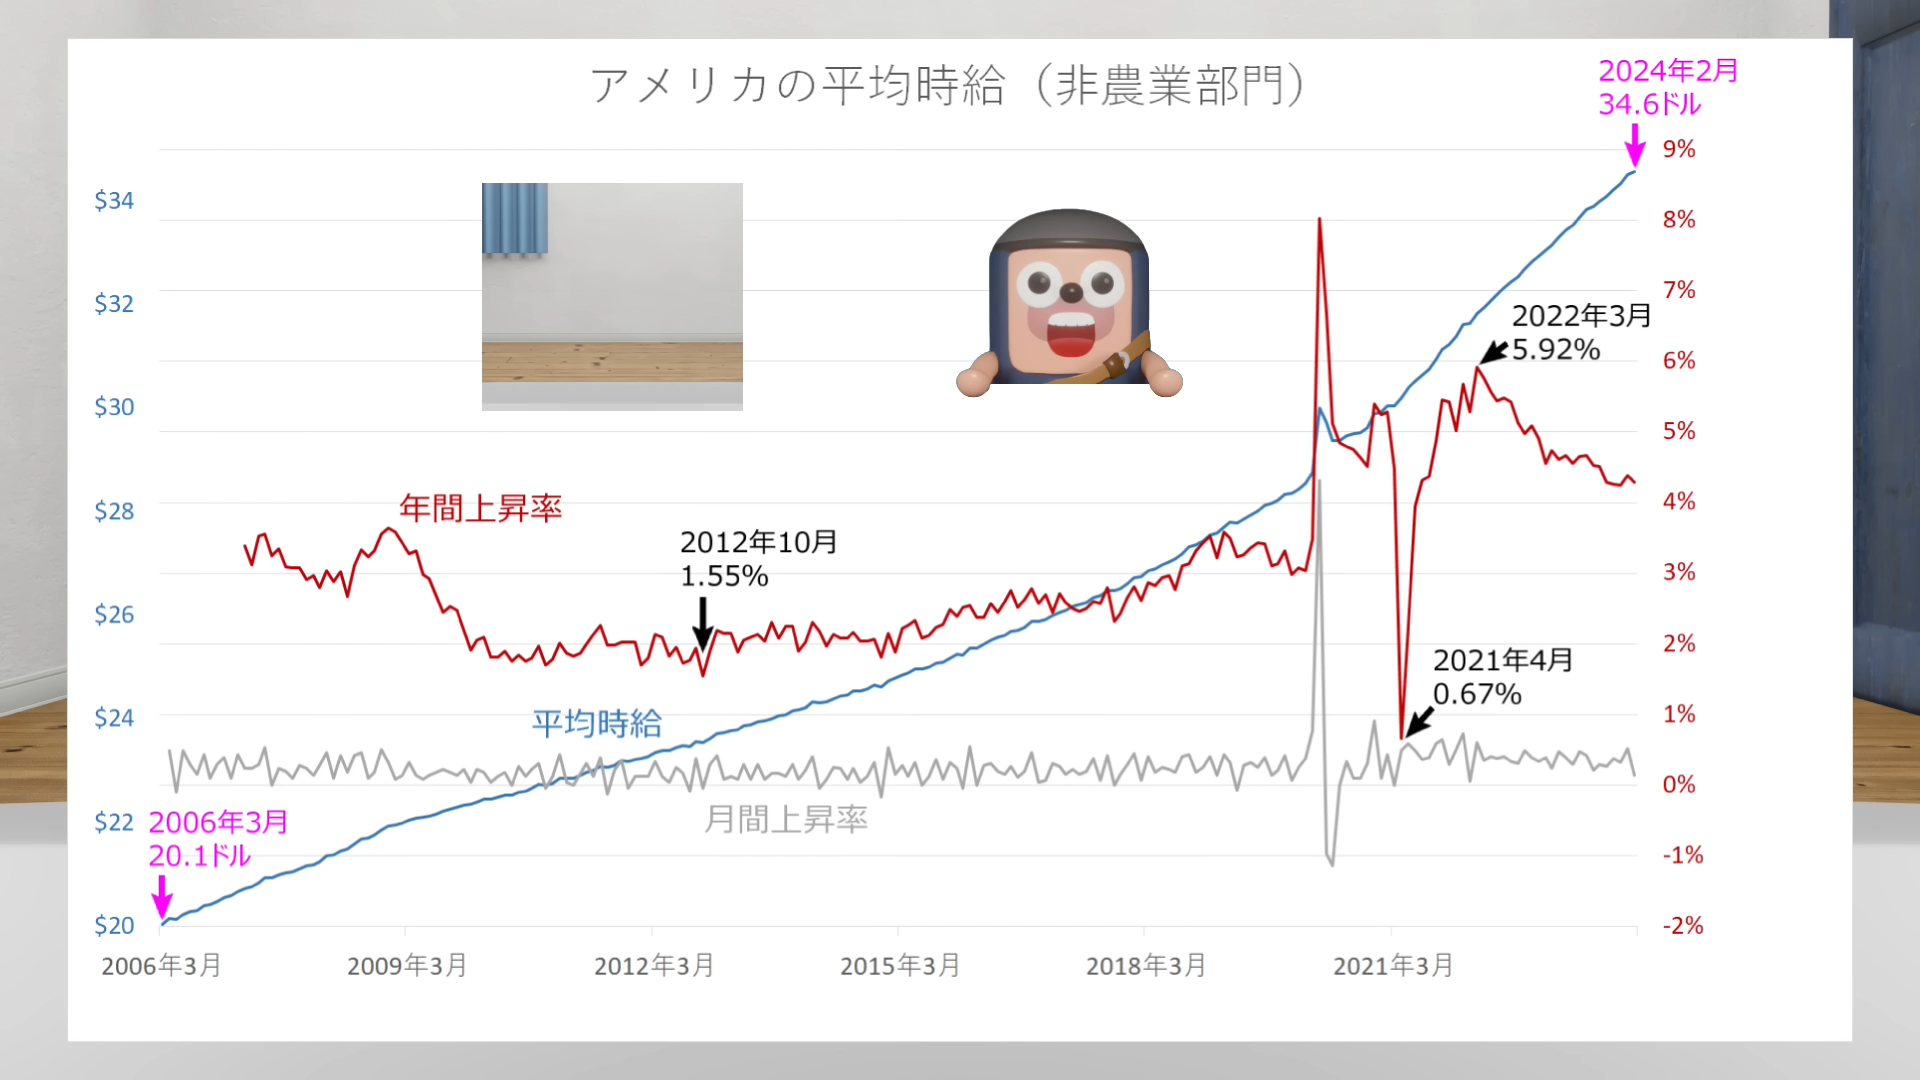 アメリカの平均時給（非農業部門）
2024年2月
34.6ドル
9%
$34
8%
$32
7%
2022年3月
5.92%
6%
$30
5%
年間上昇率
4%
$28
2012年10月
1.55%
3%
$26
2%
2021年4月
0.67%
平均時給
$24
1%
0%
月間上昇率
$22
2006年3月
20.1ドル
-1%
$20
-2%
2006年3月
2009年3月
2012年3月
2015年3月
2018年3月
2021年3月